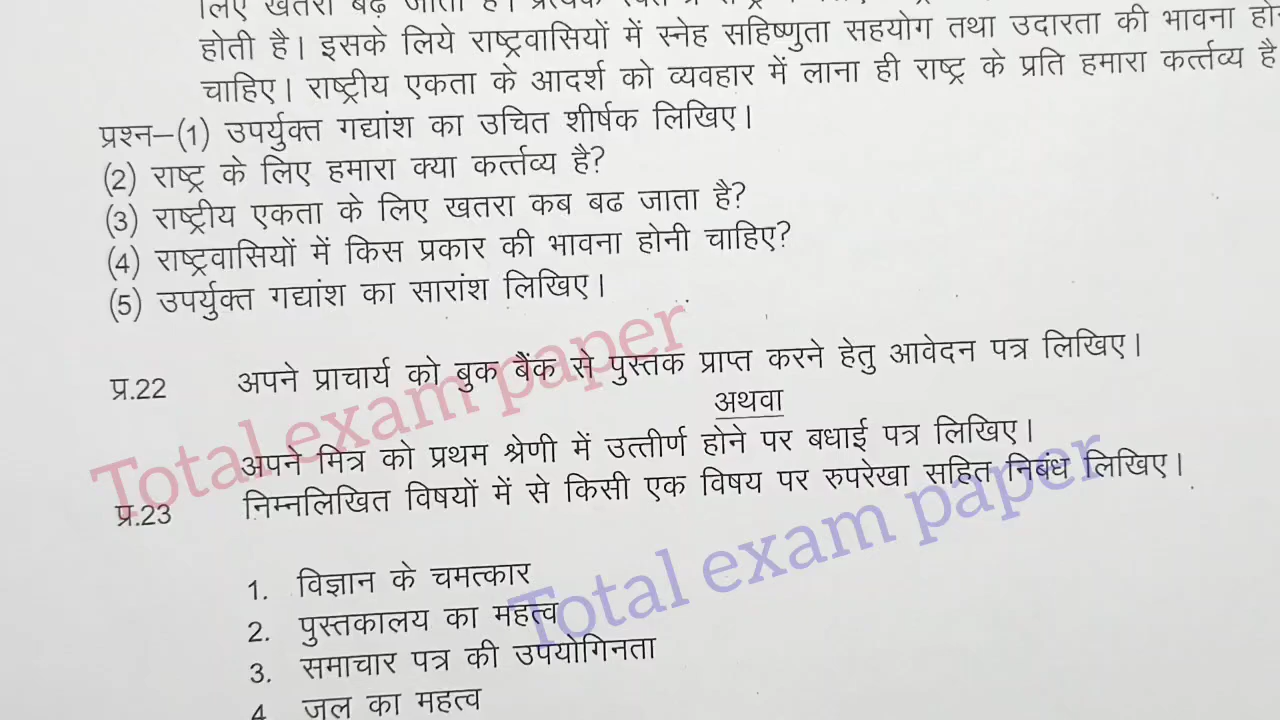 लिए खतरा बढ़ जाता है।
होती है। इसके लिये राष्ट्रवासियों में स्नेह सहिष्णुता सहयोग तथा उदारता की भावना
चाहिए। राष्ट्रीय एकता के आदर्श को व्यवहार में लाना ही राष्ट्र के प्रति हमारा कर्त्तव्य है
प्रश्न–(1) उपर्युक्त गद्यांश का उचित शीर्षक लिखिए।
(2) राष्ट्र के लिए हमारा क्या कर्त्तव्य है?
(3) राष्ट्रीय एकता के लिए खतरा कब बढ जाता है?
(4) राष्ट्रवासियों में किस प्रकार की भावना होनी चाहिए?
(5) उपर्युक्त गद्यांश का सारांश लिखिए।
प्र.22 अपने प्राचार्य को बुक बैंक से पुस्तक प्राप्त करने हेतु आवेदन पत्र लिखिए।
अथवा
अपने मित्र को प्रथम श्रेणी में उत्तीर्ण होने पर बधाई पत्र लिखिए।
प्र.23 निम्नलिखित विषयों में से किसी एक विषय पर रुपरेखा सहित निबंध लिखिए।
1. विज्ञान के चमत्कार
2. पुस्तकालय का महत्व
3. समाचार पत्र की उपयोगिनता
4 जल का महत्व
Total exam paper
Total exam paper